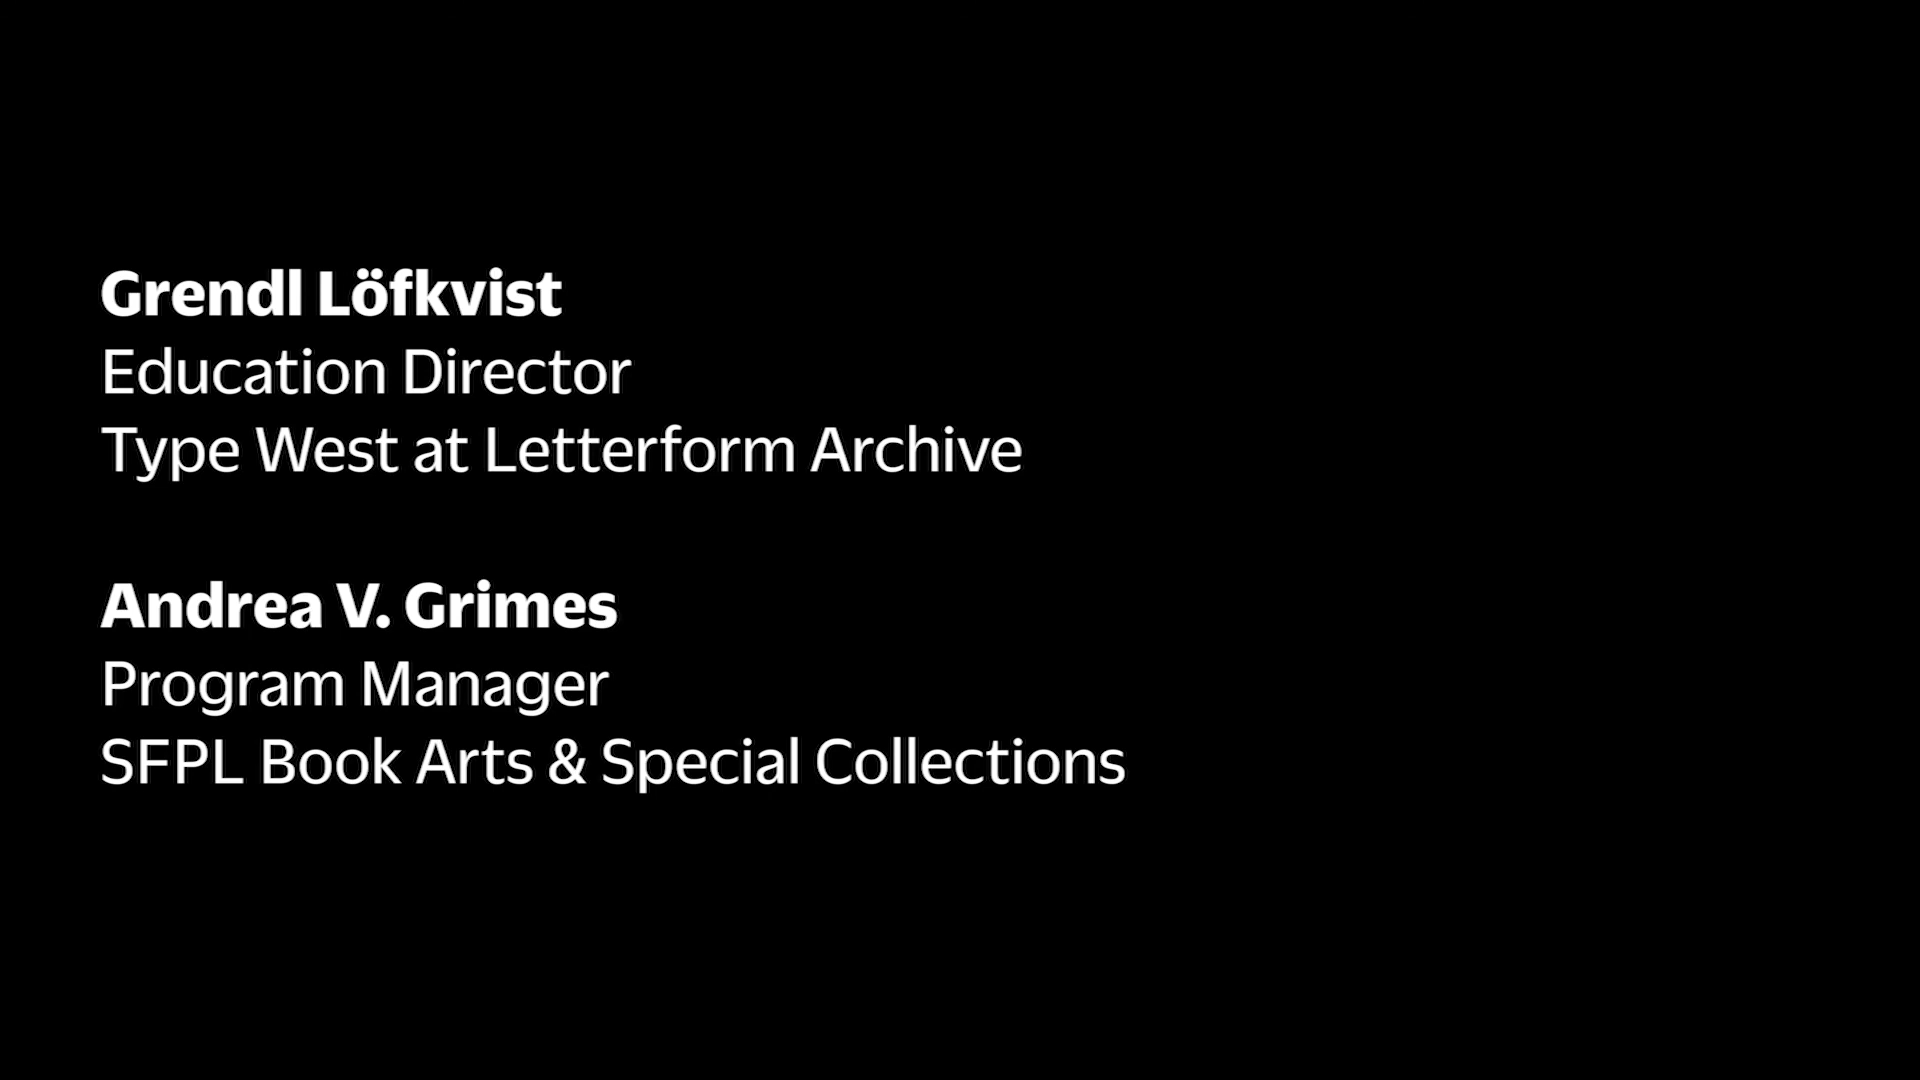 Grendl Löfkvist
Education Director
Type West at Letterform Archive
Andrea V. Grimes
Program Manager
SFPL Book Arts & Special Collections